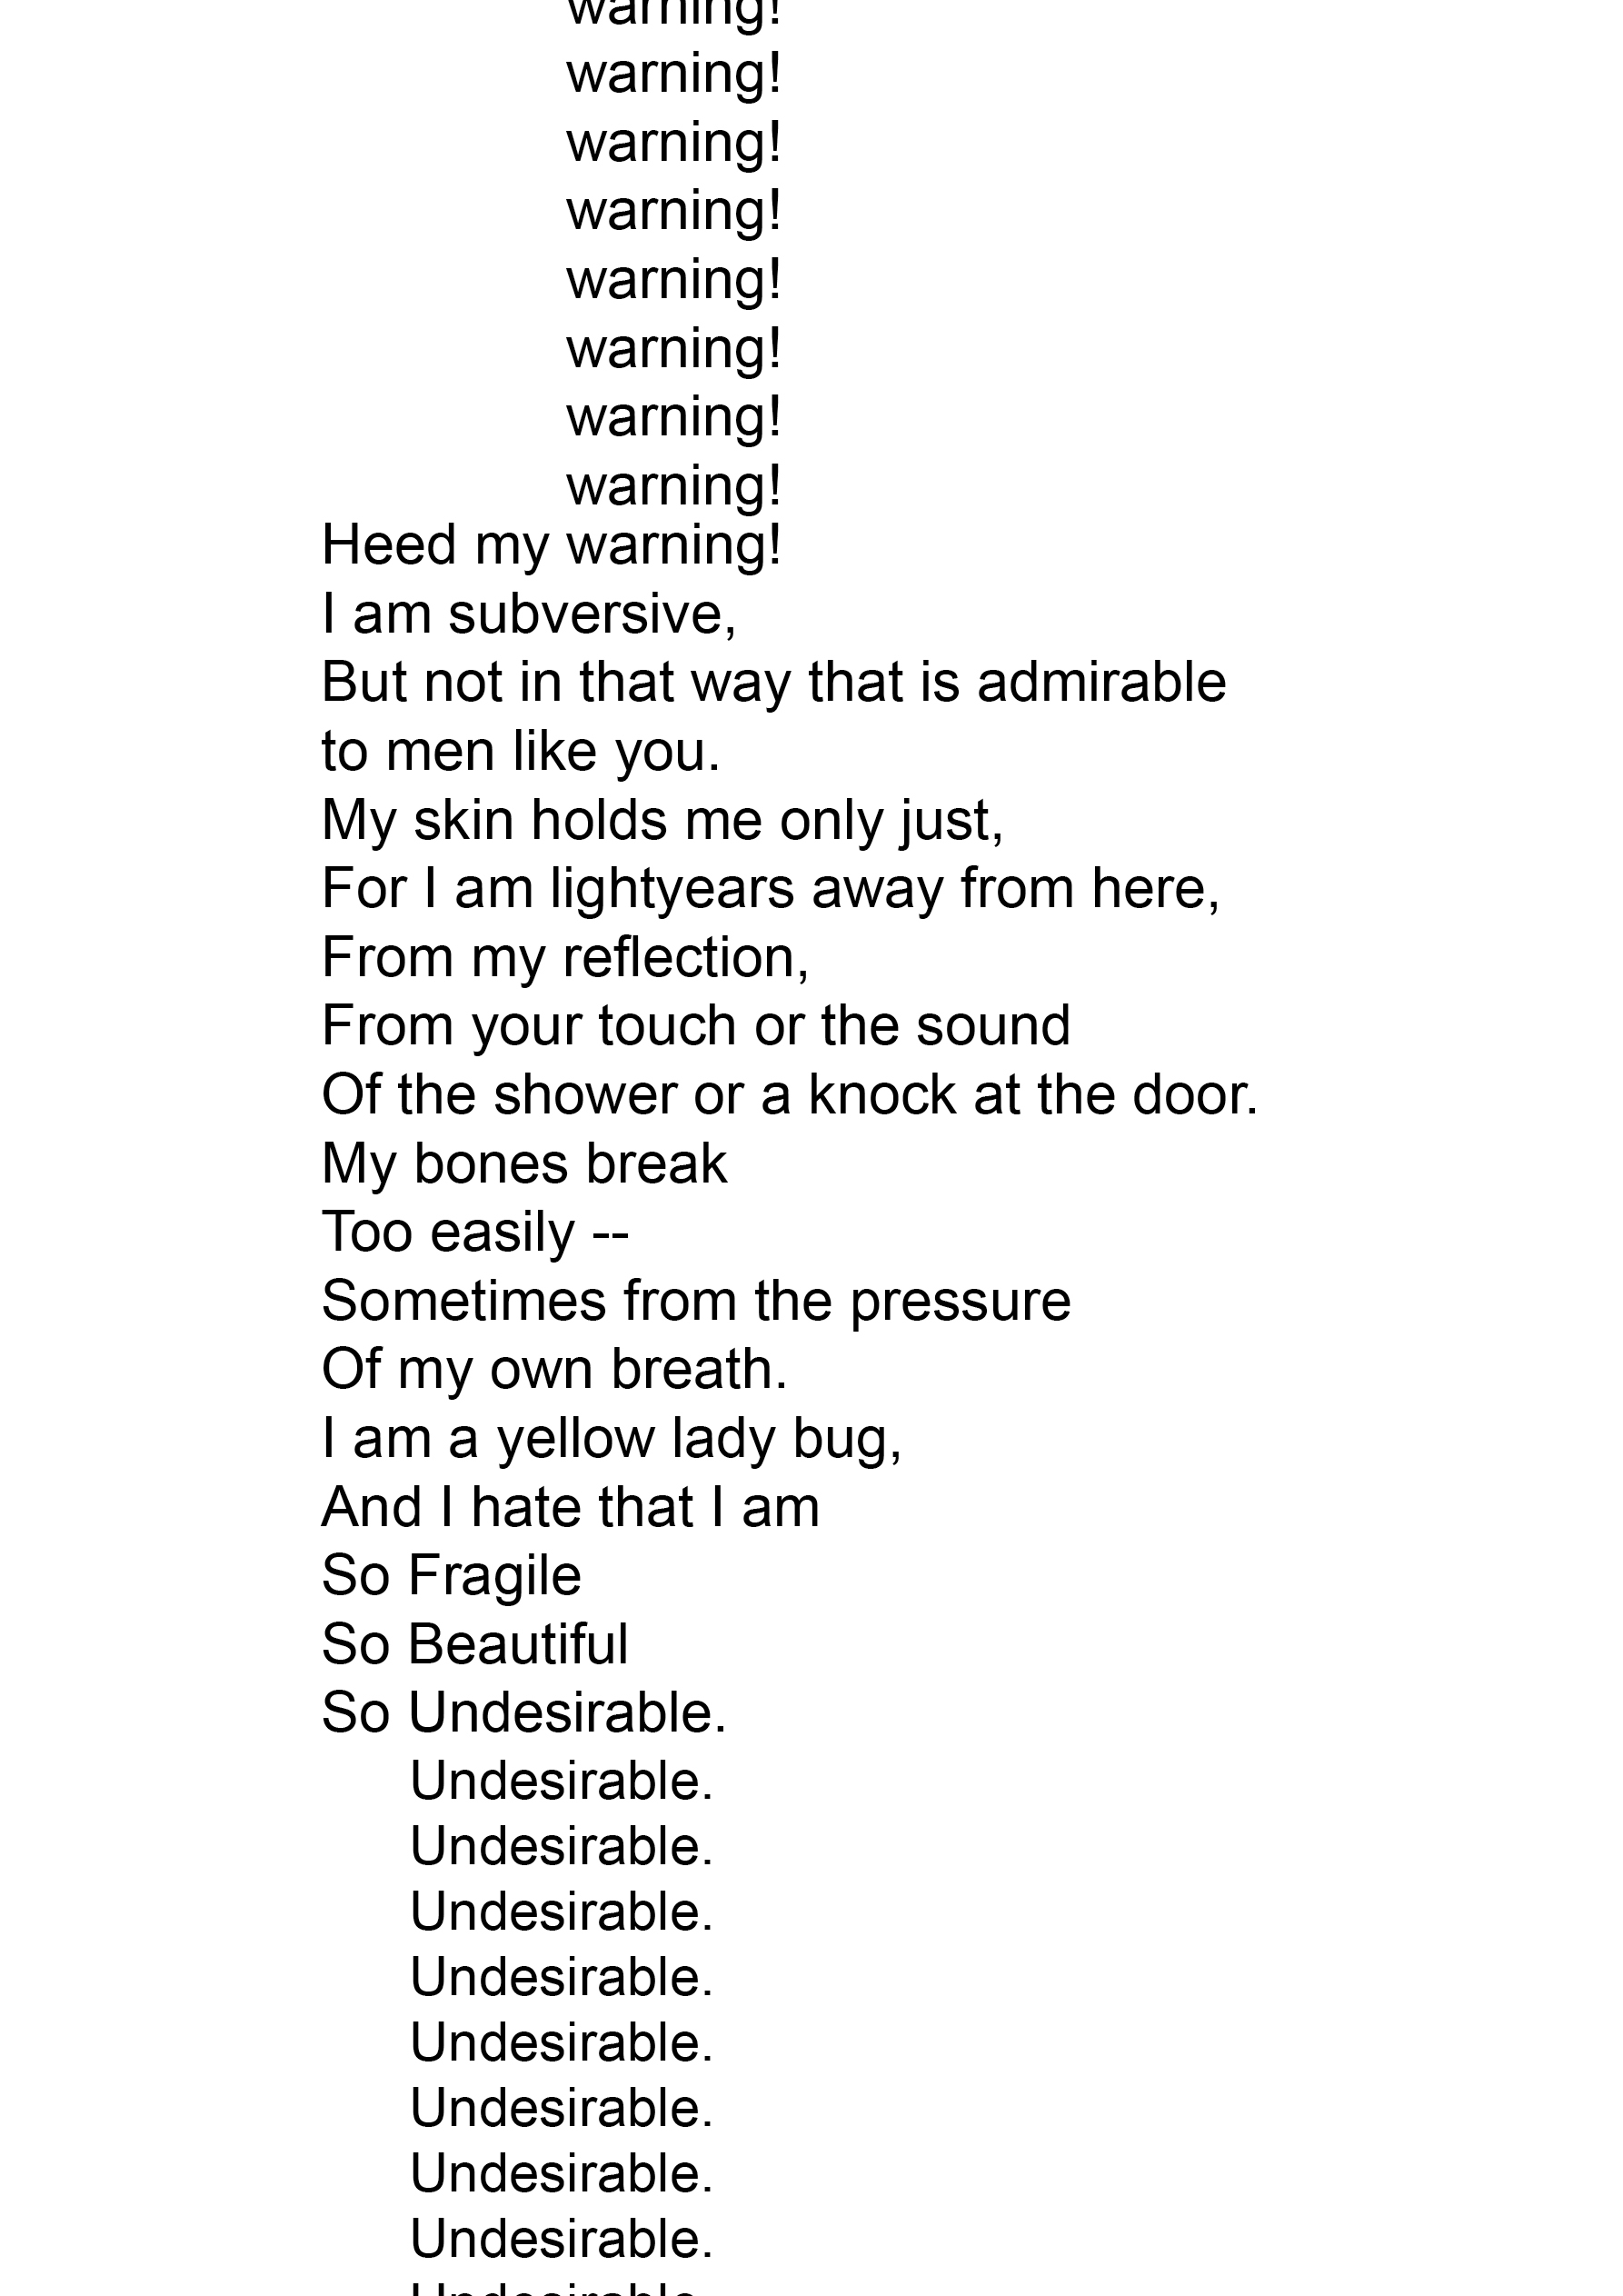 warning!
warning!
warning!
warning!
warning!
warning!
warning!
warning!
Heed my warning!
I am subversive,
But not in that way that is admirable
to men like you.
My skin holds me only just,
For I am lightyears away from here,
From my reflection,
From your touch or the sound
Of the shower or a knock at the door.
My bones break
Too easily --
Sometimes from the pressure
Of my own breath.
I am a yellow lady bug,
And I hate that I am
So Fragile
So Beautiful
So Undesirable.
Undesirable.
Undesirable.
Undesirable.
Undesirable.
Undesirable.
Undesirable.
Undesirable.
Undesirable.
Undesirable.